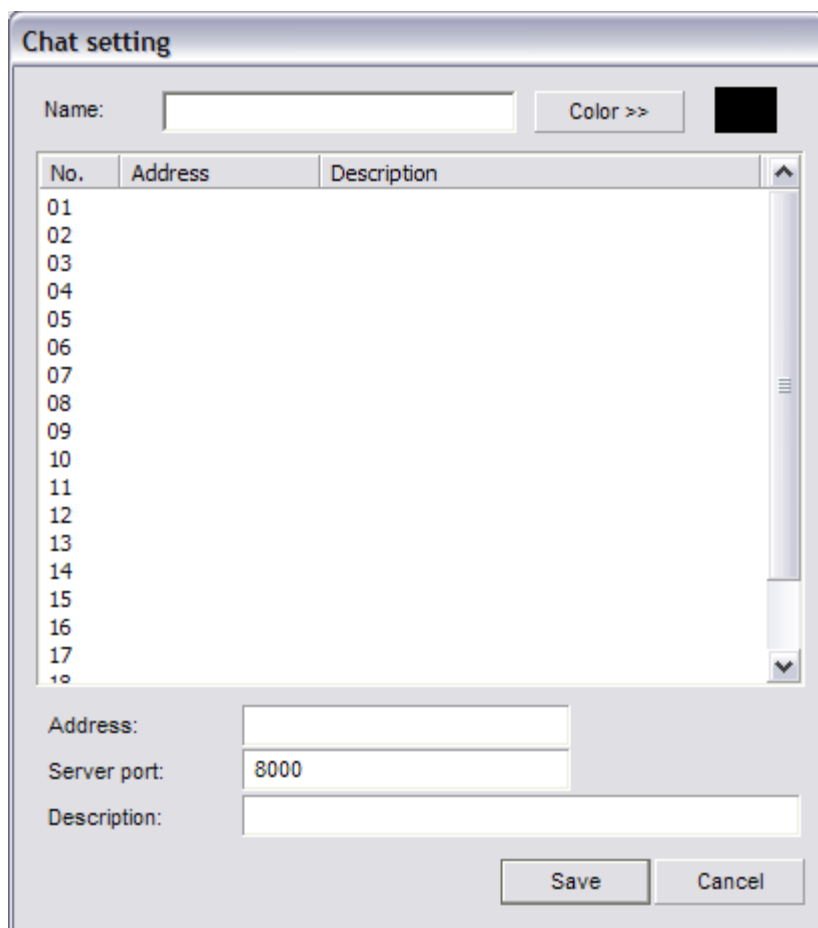 Chat setting
Name: Color >>
No. Address Description
01
02
03
04
05
06
07
08
09
10
11
12
13
14
15
16
17
Address:
Server port: 8000
Description:
Save Cancel